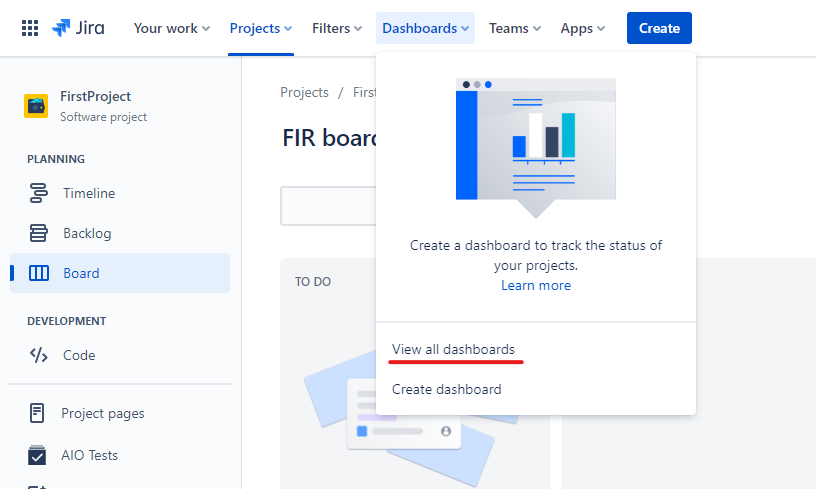 Jira
Your work
Projects
Filters
Dashboards
Teams
Apps
Create
FirstProject
Software project
PLANNING
Timeline
Backlog
Board
DEVELOPMENT
Code
Project pages
AIO Tests
Projects / First
FIR board
TO DO
Create a dashboard to track the status of
your projects.
Learn more
View all dashboards
Create dashboard